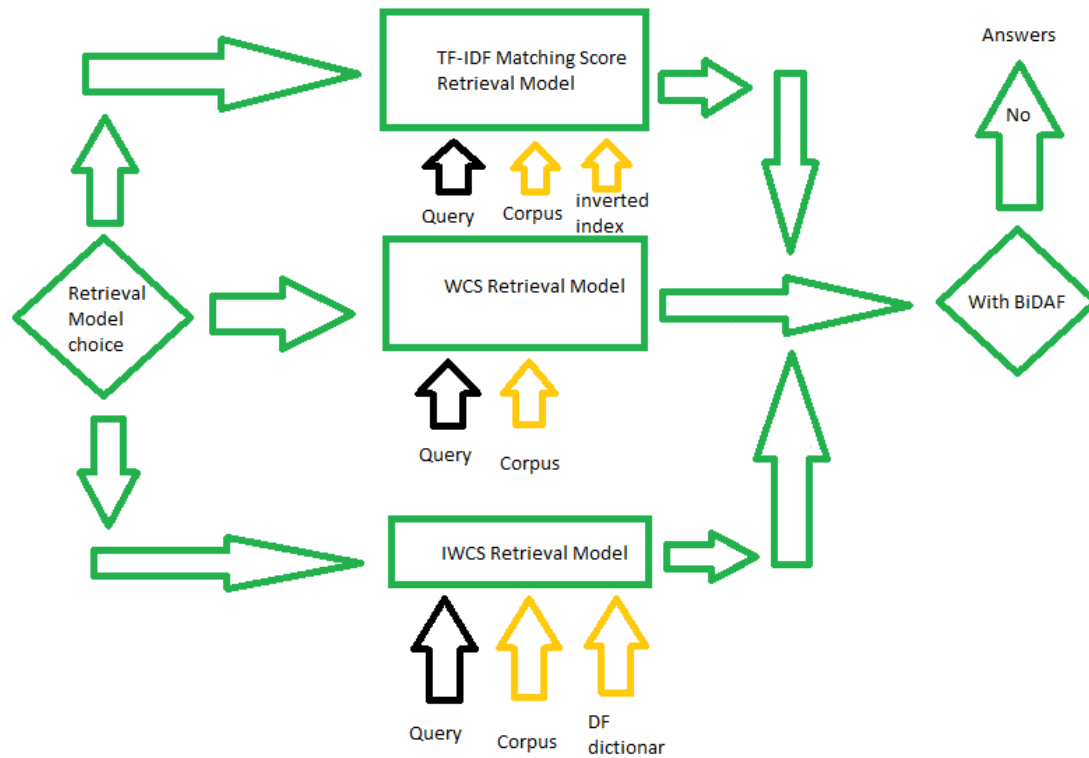 TF-IDF Matching Score
Retrieval Model
Answers
No
Query
Corpus
inverted
index
Retrieval
Model
choice
WCS Retrieval Model
With BiDAF
Query
Corpus
IWCS Retrieval Model
Query
Corpus
DF
dictionar